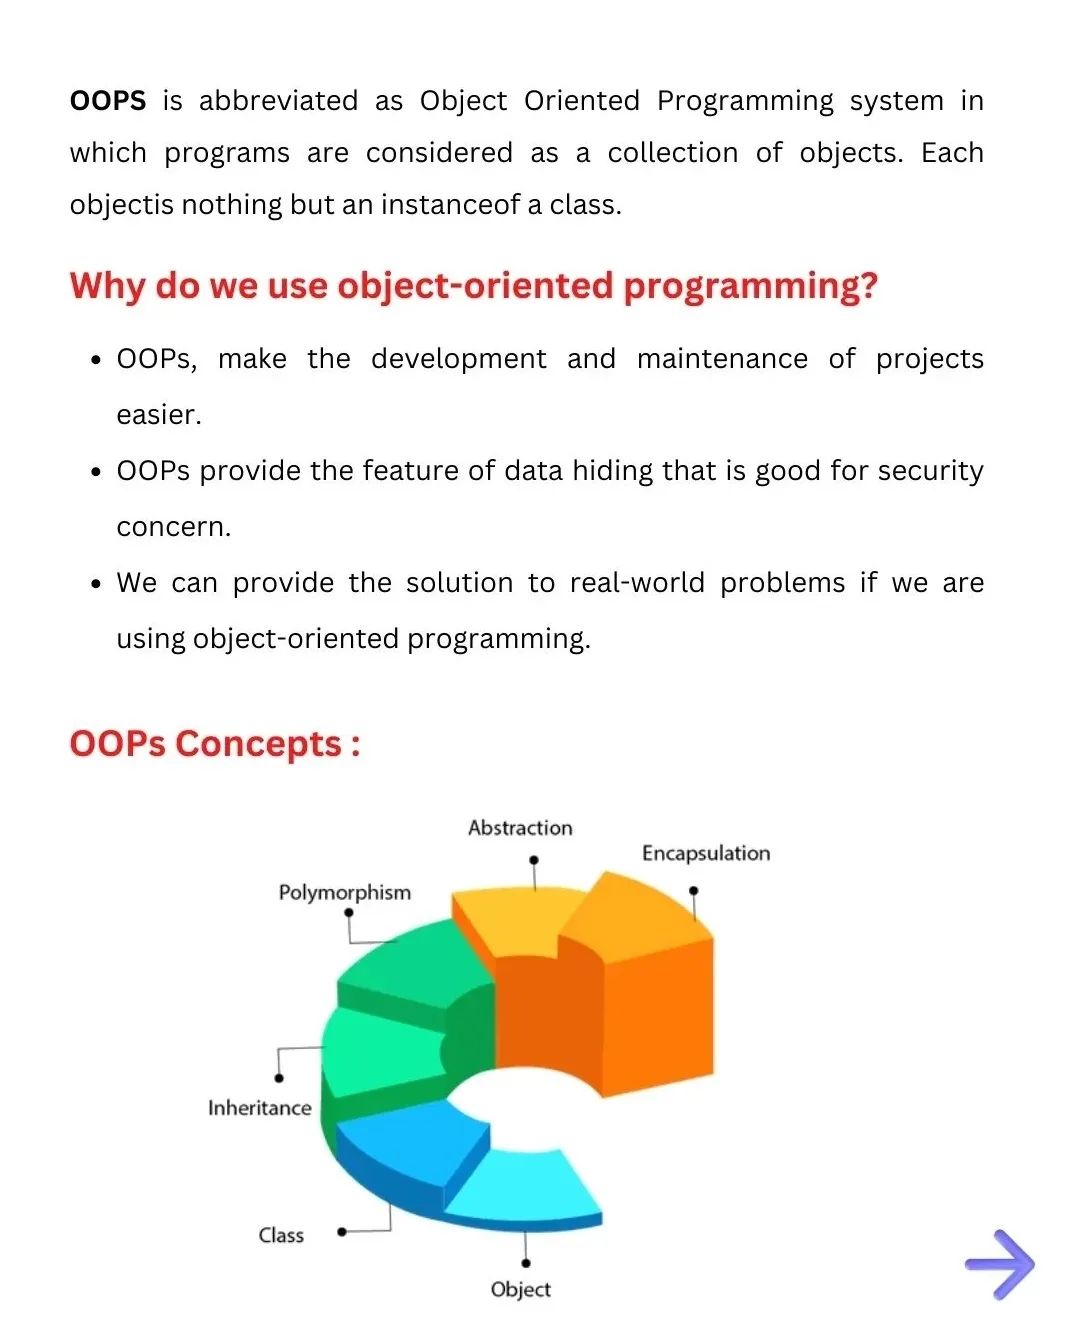 OOPS is abbreviated as Object Oriented Programming system in
which programs are considered as a collection of objects. Each
objectis nothing but an instanceof a class.
Why do we use object-oriented programming?
• OOPs, make the development and maintenance of projects
easier.
• OOPs provide the feature of data hiding that is good for security
concern.
• We can provide the solution to real-world problems if we are
using object-oriented programming.
OOPs Concepts :
Abstraction
Encapsulation
Polymorphism
Inheritance
Class
Object